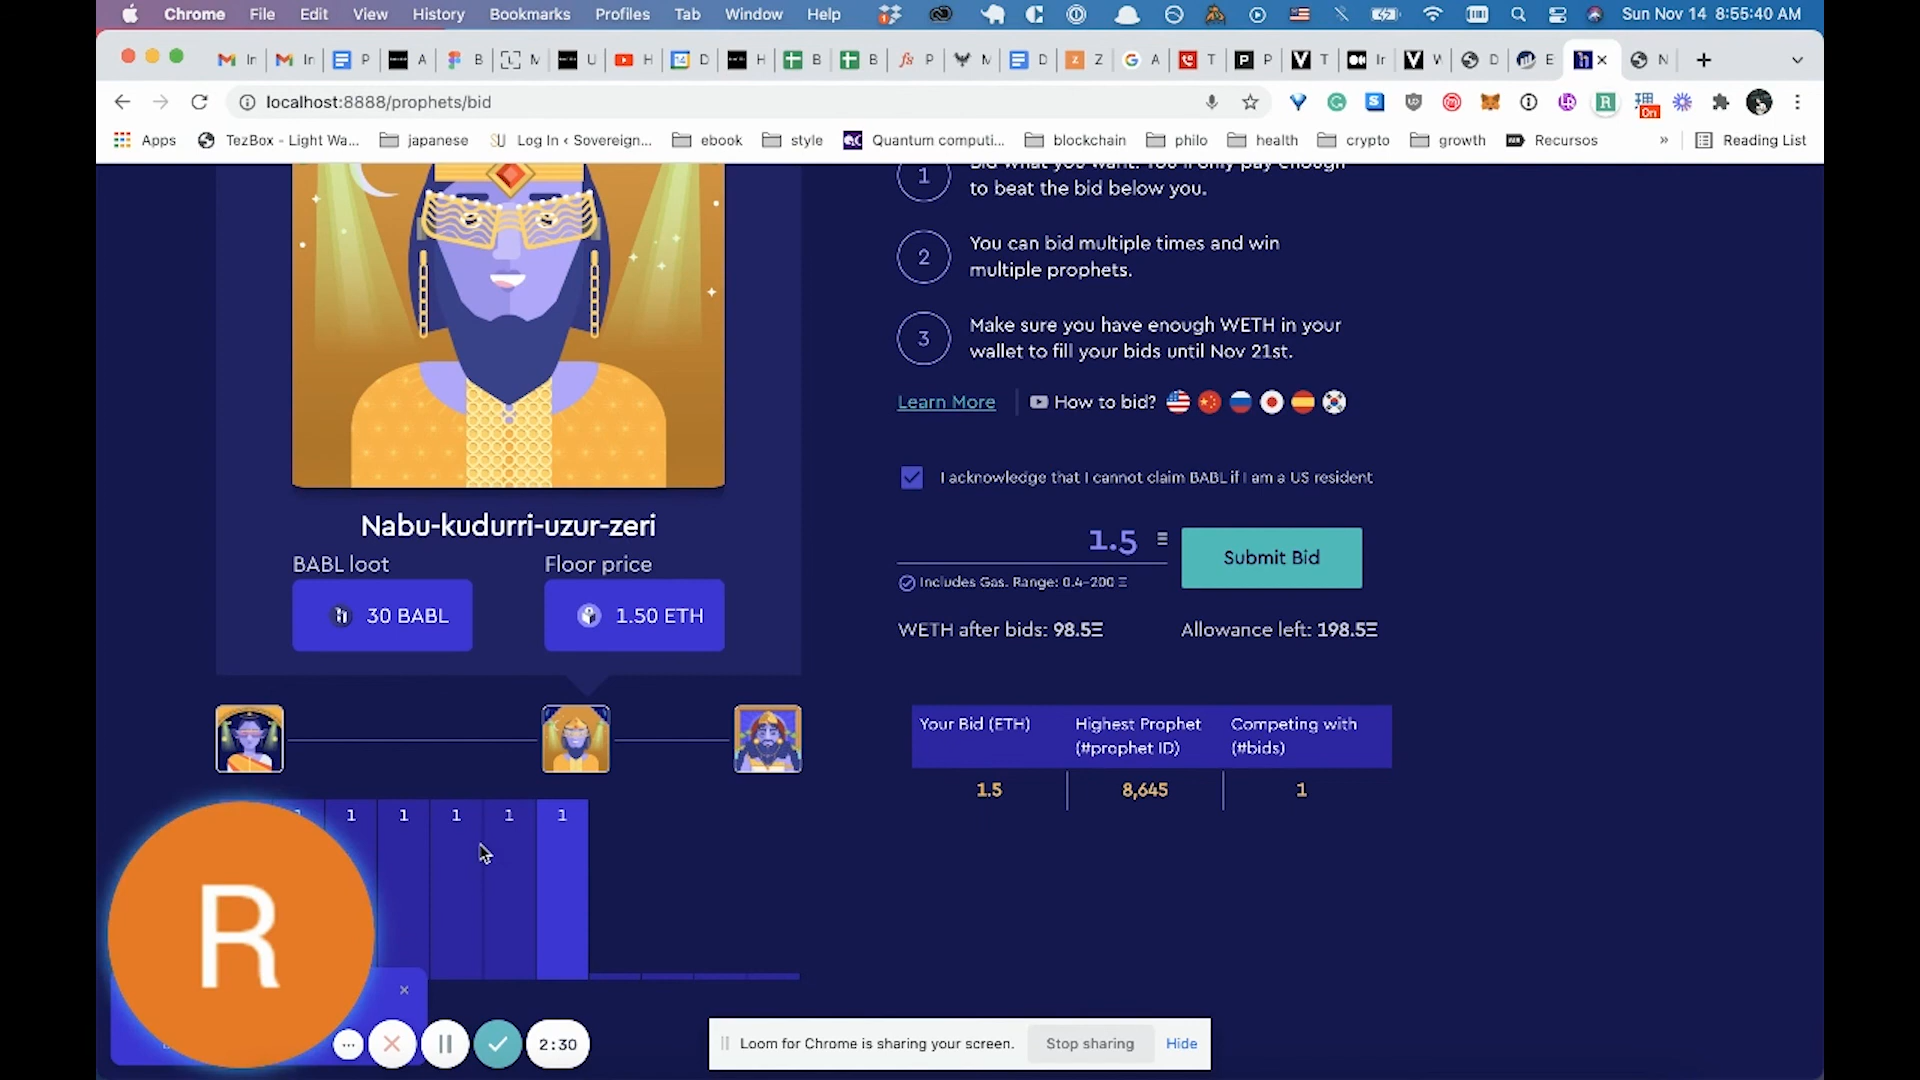 Chrome File Edit View History Bookmarks Profiles Tab Window Help
Sun Nov 14 8:55:40 AM
localhost:8888/prophets/bid
Apps TezBox - Light Wa... japanese Log In ‹ Sovereign... ebook style Quantum computi... blockchain philo health crypto growth Recursos » Reading List
1
to beat the bid below you.
2
You can bid multiple times and win
multiple prophets.
3
Make sure you have enough WETH in your
wallet to fill your bids until Nov 21st.
Learn More How to bid?
I acknowledge that I cannot claim BABL if I am a US resident
1.5 Ξ
Submit Bid
Includes Gas. Range: 0.4-200 Ξ
WETH after bids: 98.5Ξ Allowance left: 198.5Ξ
Nabu-kudurri-uzur-zeri
BABL loot Floor price
30 BABL 1.50 ETH
Your Bid (ETH) Highest Prophet (#prophet ID) Competing with (#bids)
1.5 8,645 1
1 1 1 1 1
R
2:30
Loom for Chrome is sharing your screen. Stop sharing Hide